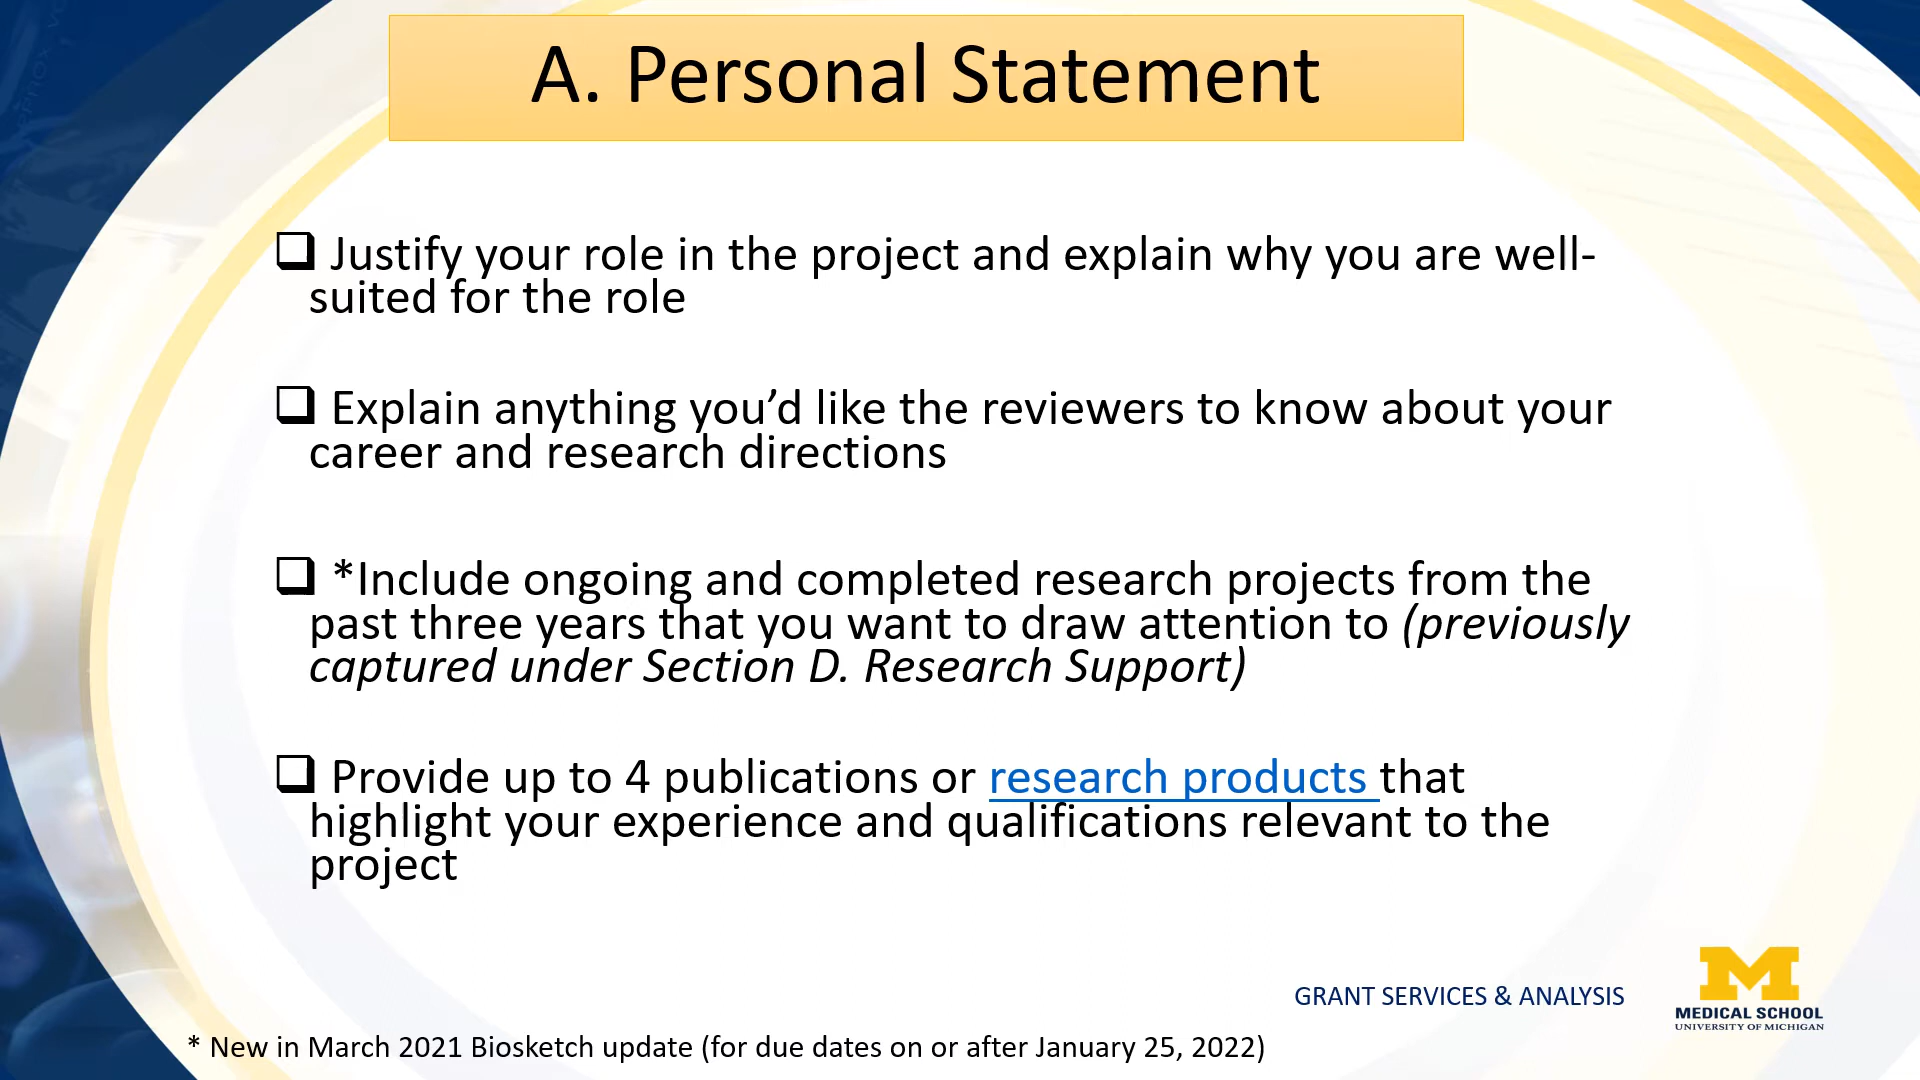 A. Personal Statement
❑ Justify your role in the project and explain why you are well-
suited for the role
❑ Explain anything you’d like the reviewers to know about your
career and research directions
❑ *Include ongoing and completed research projects from the
past three years that you want to draw attention to (previously
captured under Section D. Research Support)
❑ Provide up to 4 publications or research products that
highlight your experience and qualifications relevant to the
project
GRANT SERVICES & ANALYSIS
M
MEDICAL SCHOOL
UNIVERSITY OF MICHIGAN
* New in March 2021 Biosketch update (for due dates on or after January 25, 2022)